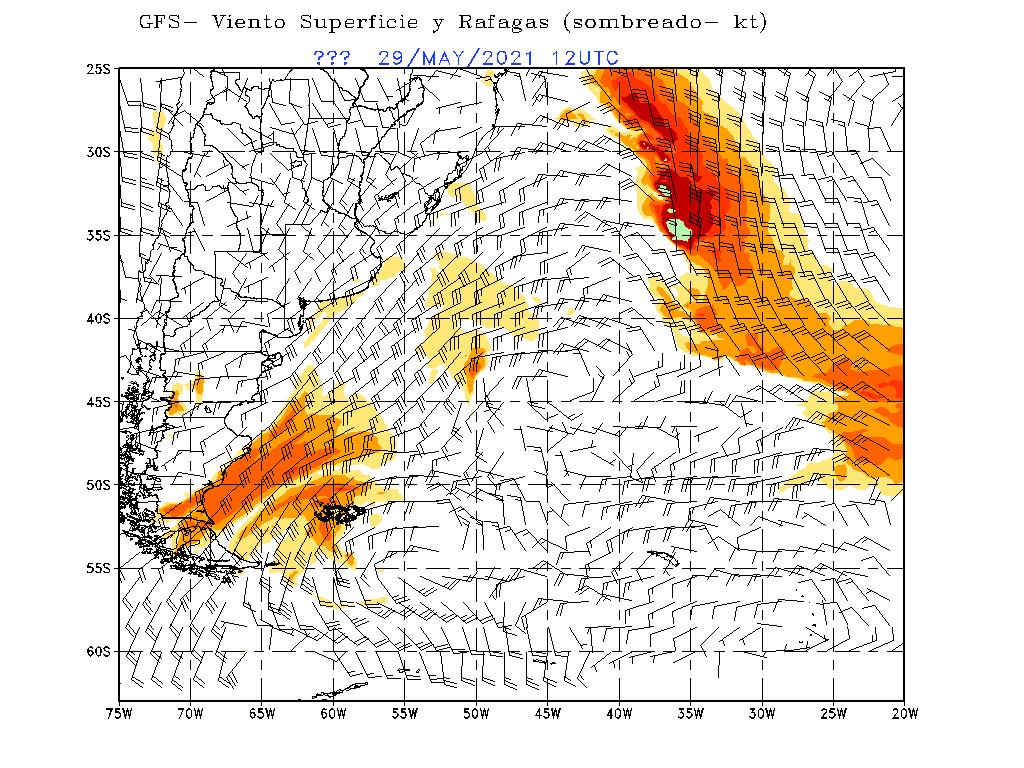 GFS− Viento Superficie y Rafagas (sombreado− kt)
??? 29/MAY/2021 12UTC
25S
30S
35S
40S
45S
50S
55S
60S
75W 70W 65W 60W 55W 50W 45W 40W 35W 30W 25W 20W